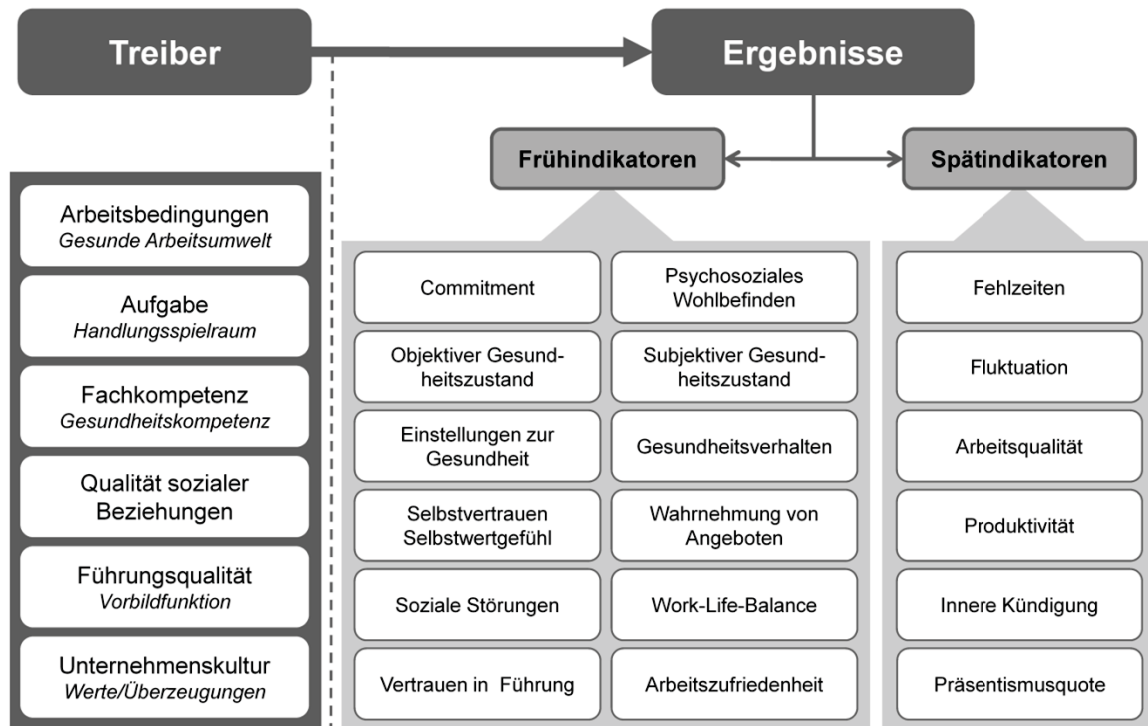 Treiber
Ergebnisse
Frühindikatoren
Spätindikatoren
Arbeitsbedingungen
Gesunde Arbeitsumwelt
Aufgabe
Handlungsspielraum
Fachkompetenz
Gesundheitskompetenz
Qualität sozialer
Beziehungen
Führungsqualität
Vorbildfunktion
Unternehmenskultur
Werte/Überzeugungen
Commitment
Objektiver Gesund-
heitszustand
Einstellungen zur
Gesundheit
Selbstvertrauen
Selbstwertgefühl
Soziale Störungen
Vertrauen in Führung
Psychosoziales
Wohlbefinden
Subjektiver Gesund-
heitszustand
Gesundheitsverhalten
Wahrnehmung von
Angeboten
Work-Life-Balance
Arbeitszufriedenheit
Fehlzeiten
Fluktuation
Arbeitsqualität
Produktivität
Innere Kündigung
Präsentismusquote